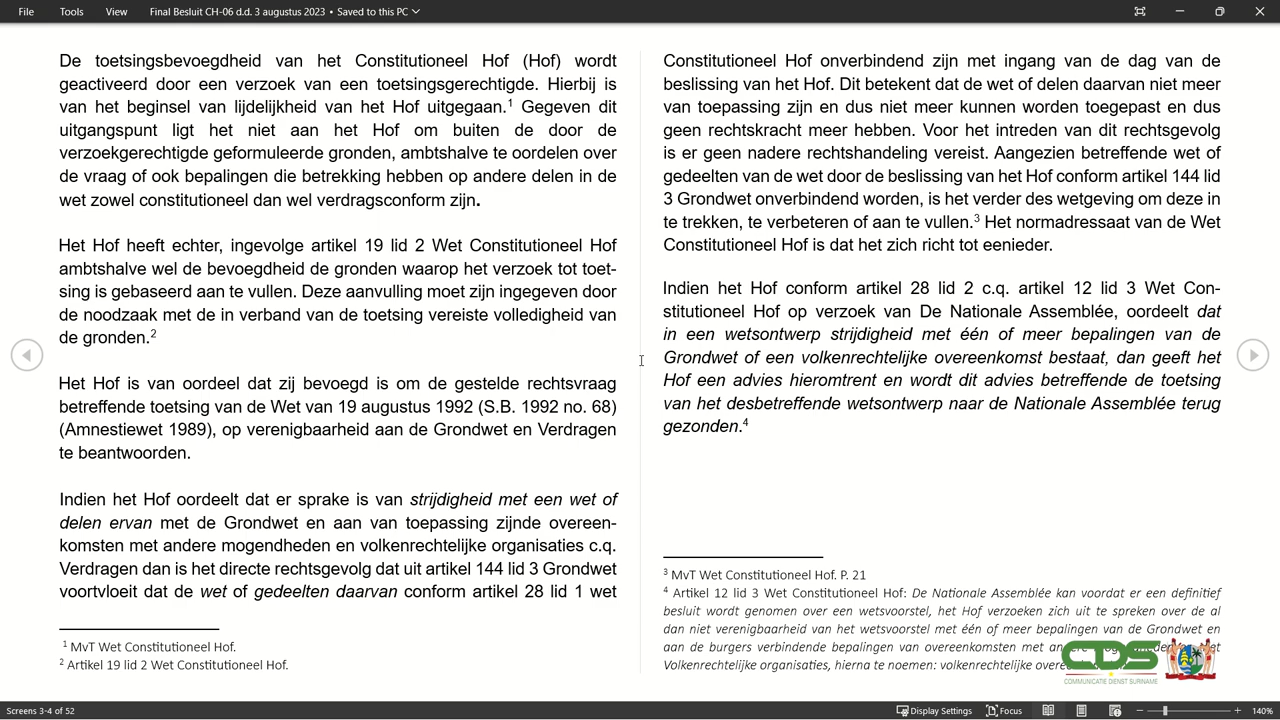 File Tools View Final Besluit CH-06 d.d. 3 augustus 2023 • Saved to this PC
De toetsingsbevoegdheid van het Constitutioneel Hof (Hof) wordt
geactiveerd door een verzoek van een toetsingsgerechtigde. Hierbij is
van het beginsel van lijdelijkheid van het Hof uitgegaan.1 Gegeven dit
uitgangspunt ligt het niet aan het Hof om buiten de door de
verzoekgerechtigde geformuleerde gronden, ambtshalve te oordelen over
de vraag of ook bepalingen die betrekking hebben op andere delen in de
wet zowel constitutioneel dan wel verdragsconform zijn.
Het Hof heeft echter, ingevolge artikel 19 lid 2 Wet Constitutioneel Hof
ambtshalve wel de bevoegdheid de gronden waarop het verzoek tot toet-
sing is gebaseerd aan te vullen. Deze aanvulling moet zijn ingegeven door
de noodzaak met de in verband van de toetsing vereiste volledigheid van
de gronden.2
Het Hof is van oordeel dat zij bevoegd is om de gestelde rechtsvraag
betreffende toetsing van de Wet van 19 augustus 1992 (S.B. 1992 no. 68)
(Amnestiewet 1989), op verenigbaarheid aan de Grondwet en Verdragen
te beantwoorden.
Indien het Hof oordeelt dat er sprake is van strijdigheid met een wet of
delen ervan met de Grondwet en aan van toepassing zijnde overeen-
komsten met andere mogendheden en volkenrechtelijke organisaties c.q.
Verdragen dan is het directe rechtsgevolg dat uit artikel 144 lid 3 Grondwet
voortvloeit dat de wet of gedeelten daarvan conform artikel 28 lid 1 wet
1 MvT Wet Constitutioneel Hof.
2 Artikel 19 lid 2 Wet Constitutioneel Hof.
Constitutioneel Hof onverbindend zijn met ingang van de dag van de
beslissing van het Hof. Dit betekent dat de wet of delen daarvan niet meer
van toepassing zijn en dus niet meer kunnen worden toegepast en dus
geen rechtskracht meer hebben. Voor het intreden van dit rechtsgevolg
is er geen nadere rechtshandeling vereist. Aangezien betreffende wet of
gedeelten van de wet door de beslissing van het Hof conform artikel 144 lid
3 Grondwet onverbindend worden, is het verder des wetgeving om deze in
te trekken, te verbeteren of aan te vullen.3 Het normadressaat van de Wet
Constitutioneel Hof is dat het zich richt tot eenieder.
Indien het Hof conform artikel 28 lid 2 c.q. artikel 12 lid 3 Wet Con-
stitutioneel Hof op verzoek van De Nationale Assemblée, oordeelt dat
in een wetsontwerp strijdigheid met één of meer bepalingen van de
Grondwet of een volkenrechtelijke overeenkomst bestaat, dan geeft het
Hof een advies hieromtrent en wordt dit advies betreffende de toetsing
van het desbetreffende wetsontwerp naar de Nationale Assemblée terug
gezonden.4
3 MvT Wet Constitutioneel Hof. P. 21
4 Artikel 12 lid 3 Wet Constitutioneel Hof: De Nationale Assemblée kan voordat er een definitief
besluit wordt genomen over een wetsvoorstel, het Hof verzoeken zich uit te spreken over de al
dan niet verenigbaarheid van het wetsvoorstel met één of meer bepalingen van de Grondwet en
aan de burgers verbindende bepalingen van overeenkomsten met
Volkenrechtelijke organisaties, hierna te noemen: volkenrechtelijke
CDS
COMMUNICATIE DIENST SURINAME
Screens 3-4 of 52 Display Settings Focus 140%